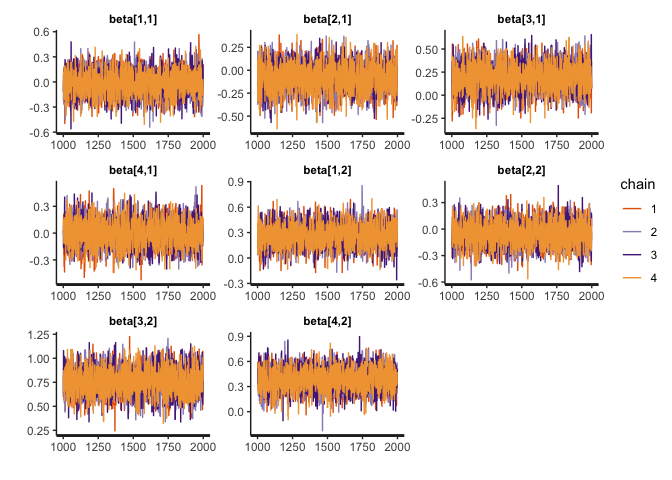 beta[1,1] beta[2,1] beta[3,1]
0.6 0.3 0.0 -0.3 -0.6
0.25 0.00 -0.25 -0.50
0.50 0.25 0.00 -0.25
1000 1250 1500 1750 2000 1000 1250 1500 1750 2000 1000 1250 1500 1750 2000
beta[4,1] beta[1,2] beta[2,2]
0.3 0.0 -0.3
0.9 0.6 0.3 0.0 -0.3
0.3 0.0 -0.3 -0.6
1000 1250 1500 1750 2000 1000 1250 1500 1750 2000 1000 1250 1500 1750 2000
beta[3,2] beta[4,2]
1.25 1.00 0.75 0.50 0.25
0.9 0.6 0.3 0.0
1000 1250 1500 1750 2000 1000 1250 1500 1750 2000
chain
1
2
3
4